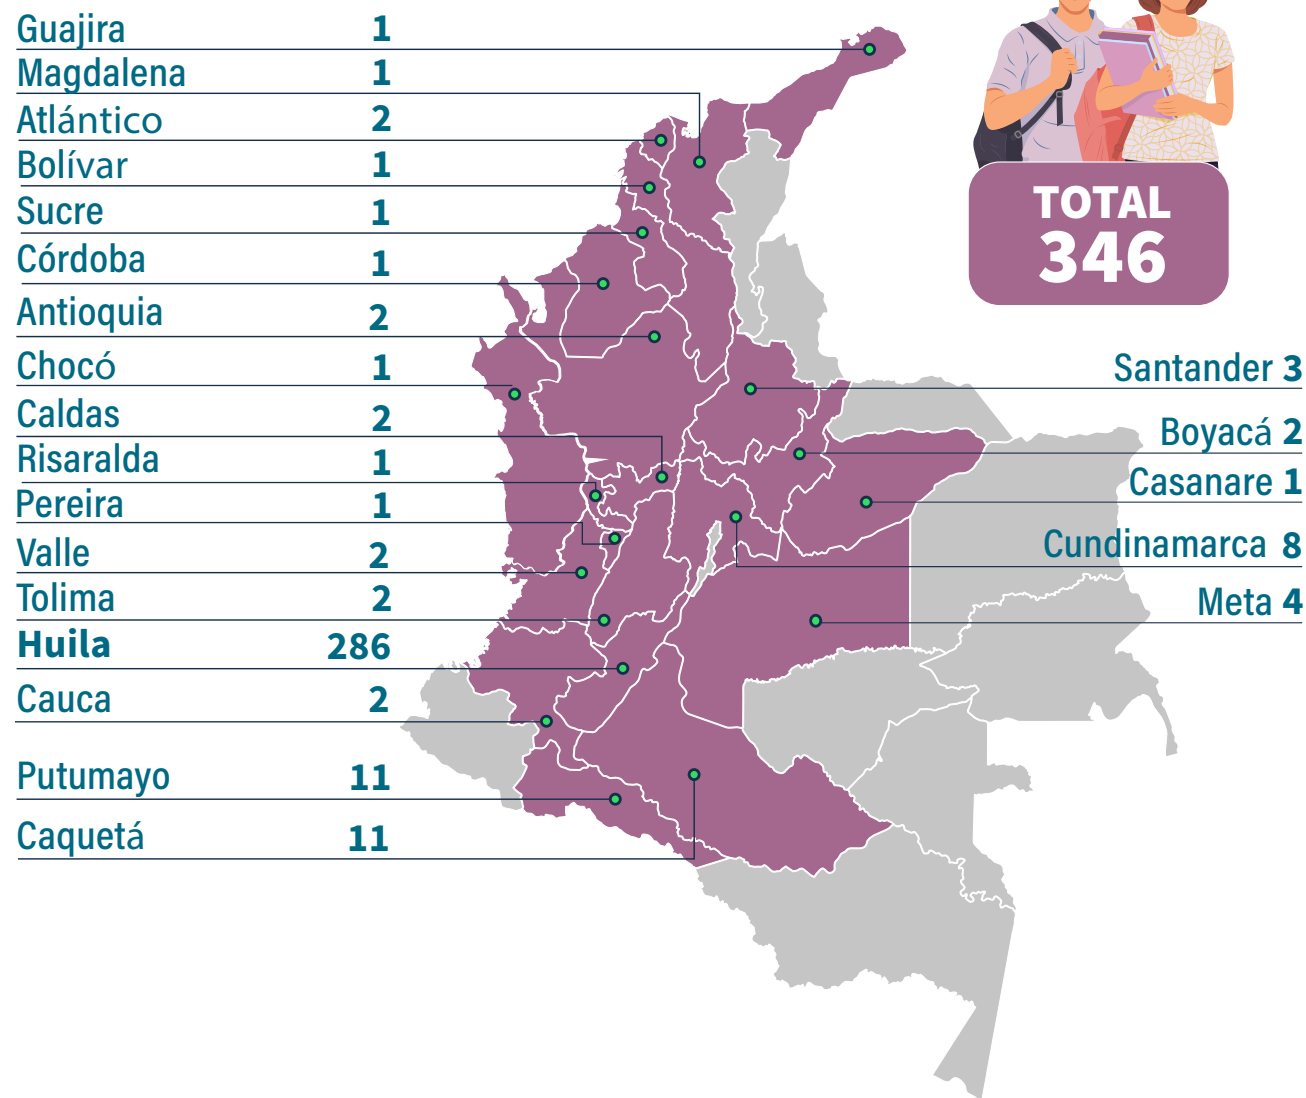 Guajira 1
Magdalena 1
Atlántico 2
Bolívar 1
Sucre 1
Córdoba 1
Antioquia 2
Chocó 1
Caldas 2
Risaralda 1
Pereira 1
Valle 2
Tolima 2
Huila 286
Cauca 2
Putumayo 11
Caquetá 11
TOTAL
346
Santander 3
Boyacá 2
Casanare 1
Cundinamarca 8
Meta 4